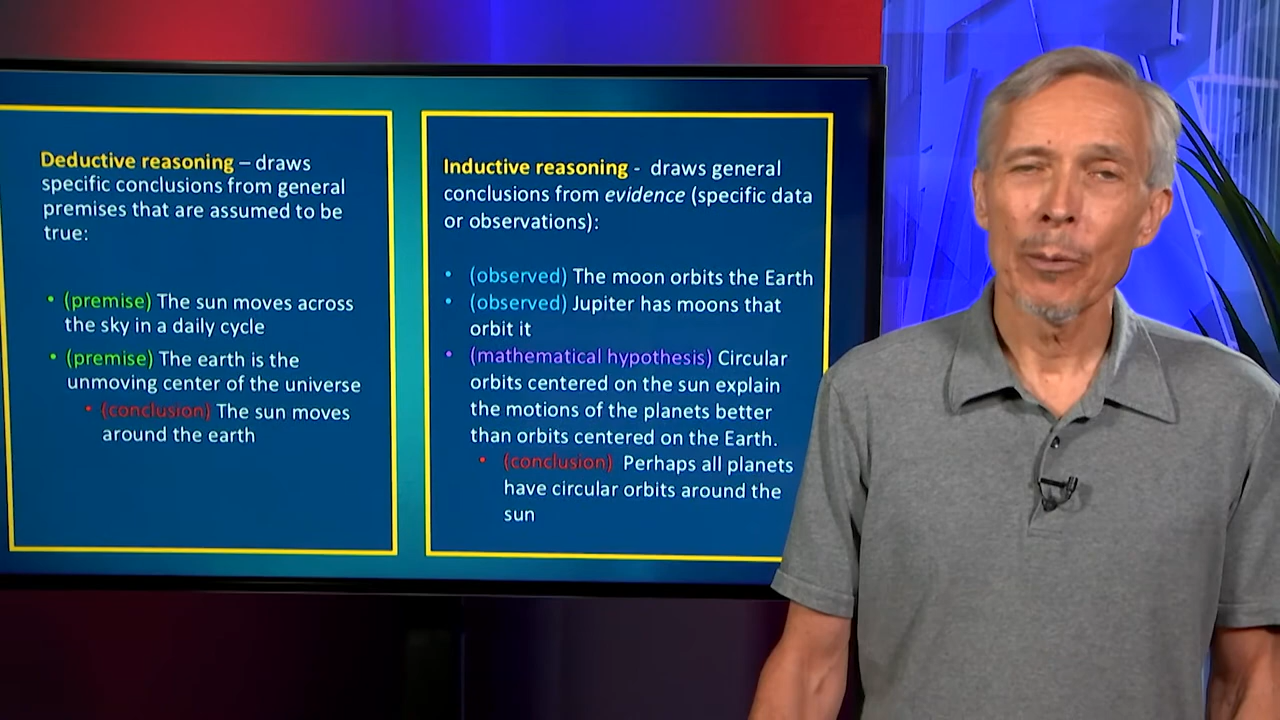 Deductive reasoning – draws
specific conclusions from general
premises that are assumed to be
true:
• (premise) The sun moves across
the sky in a daily cycle
• (premise) The earth is the
unmoving center of the universe
• (conclusion) The sun moves
around the earth
Inductive reasoning - draws general
conclusions from evidence (specific data
or observations):
• (observed) The moon orbits the Earth
• (observed) Jupiter has moons that
orbit it
• (mathematical hypothesis) Circular
orbits centered on the sun explain
the motions of the planets better
than orbits centered on the Earth.
• (conclusion) Perhaps all planets
have circular orbits around the
sun